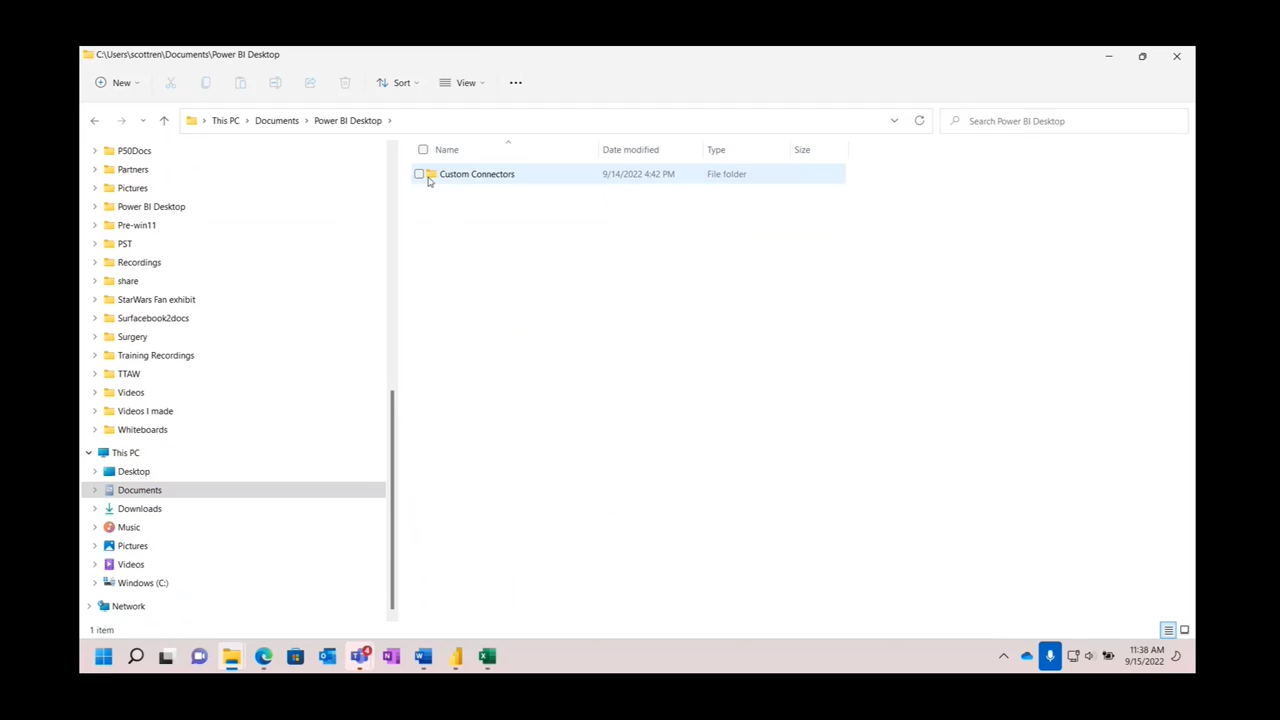 C:\Users\scottren\Documents\Power BI Desktop
New
Sort
View
This PC > Documents > Power BI Desktop >
Search Power BI Desktop
Name Date modified Type Size
Custom Connectors 9/14/2022 4:42 PM File folder
P50Docs
Partners
Pictures
Power BI Desktop
Pre-win11
PST
Recordings
share
StarWars Fan exhibit
Surfacebook2docs
Surgery
Training Recordings
TTAW
Videos
Videos I made
Whiteboards
This PC
Desktop
Documents
Downloads
Music
Pictures
Videos
Windows (C:)
Network
1 item
4
11:38 AM
9/15/2022